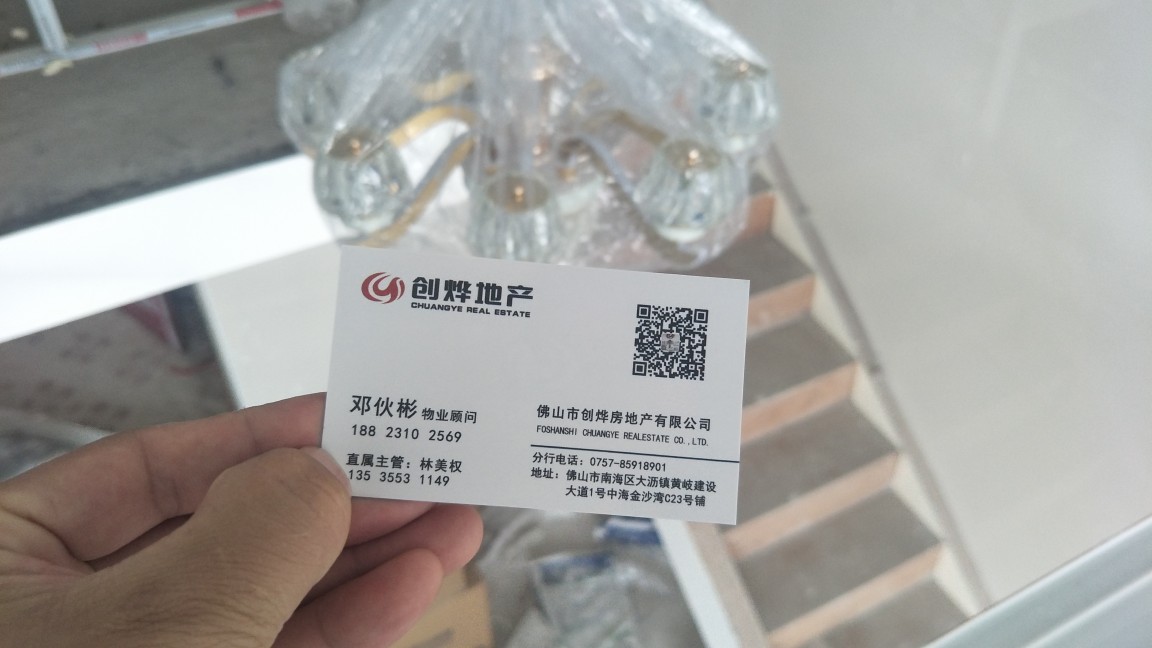 创烨地产
CHUANGYE REAL ESTATE
邓伙彬 物业顾问
188 2310 2569
直属主管：林美权
135 3553 1149
佛山市创烨房地产有限公司
FOSHANSHI CHUANGYE REALESTATE CO.,LTD.
分行电话：0757-85918901
地址：佛山市南海区大沥镇黄岐建设
大道1号中海金沙湾C23号铺